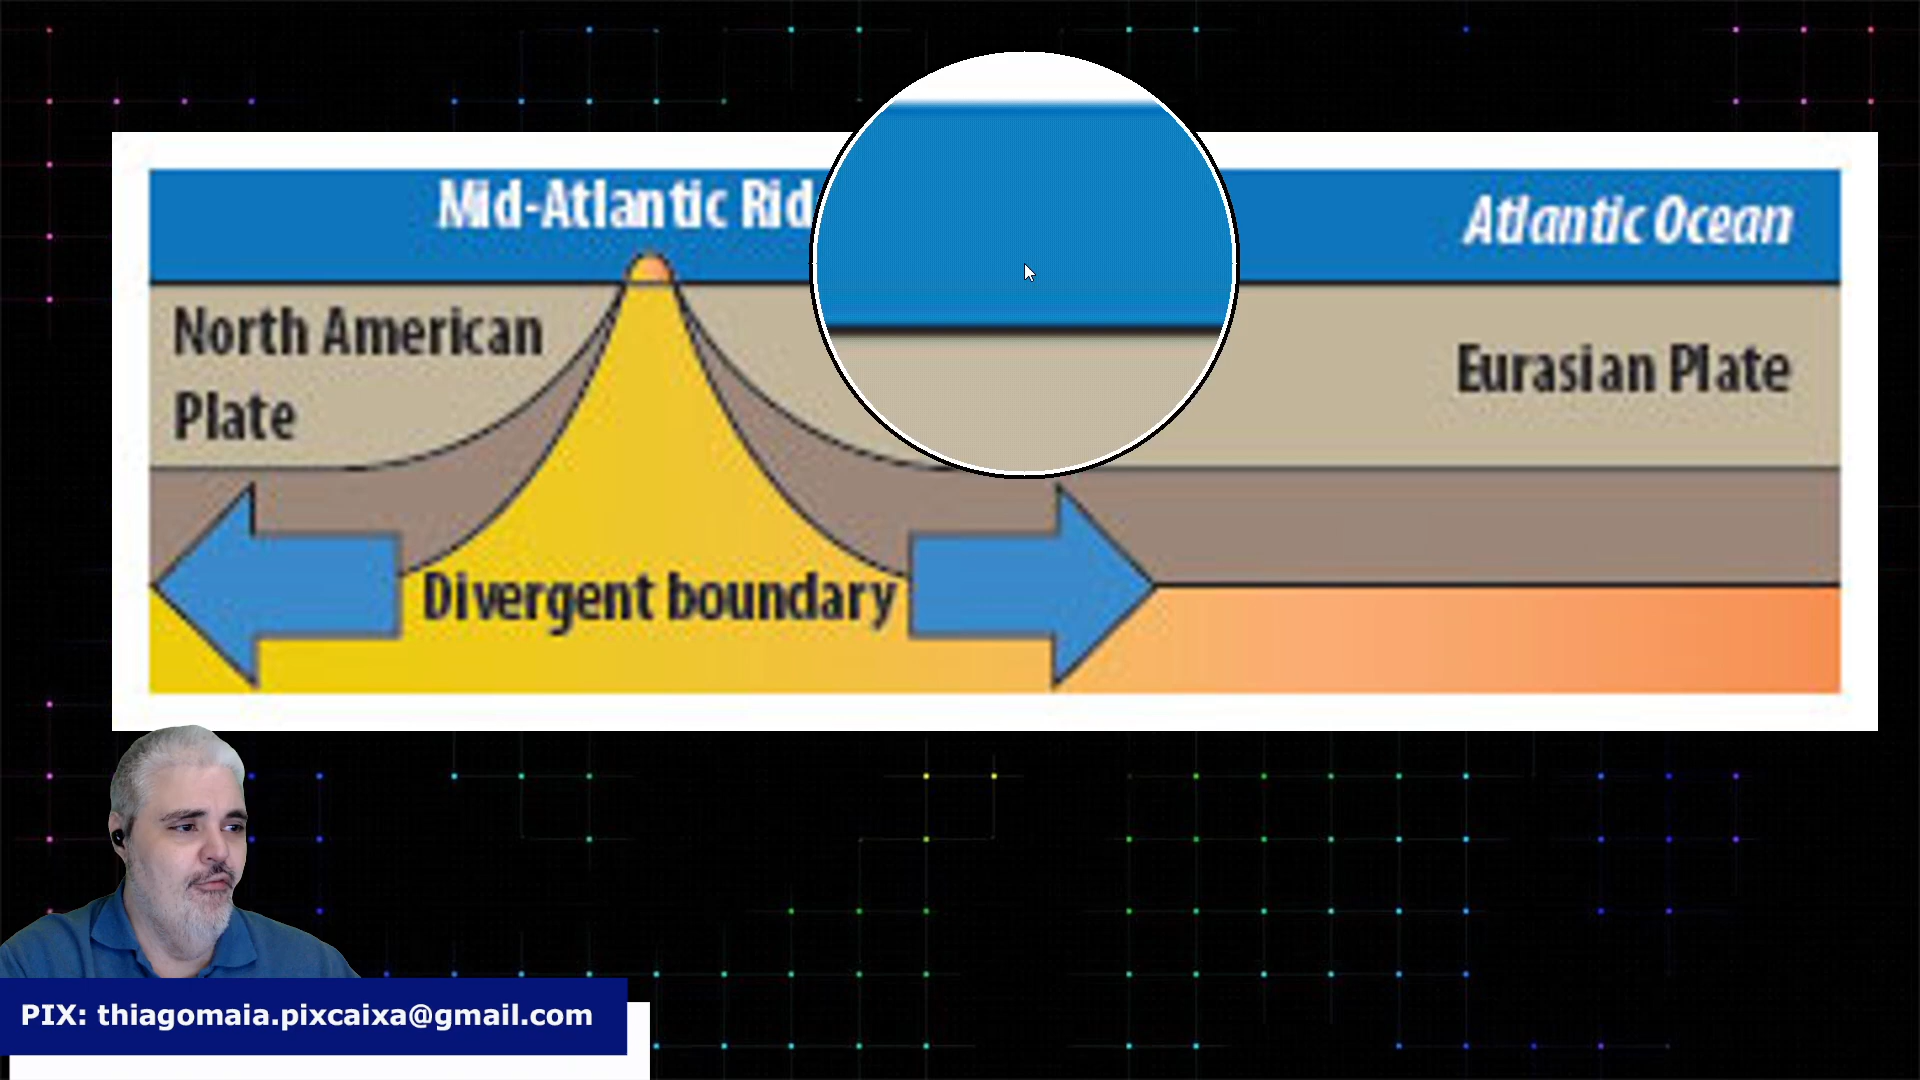 Mid-Atlantic Rid
Atlantic Ocean
North American
Plate
Eurasian Plate
Divergent boundary
PIX: thiagomaia.pixcaixa@gmail.com